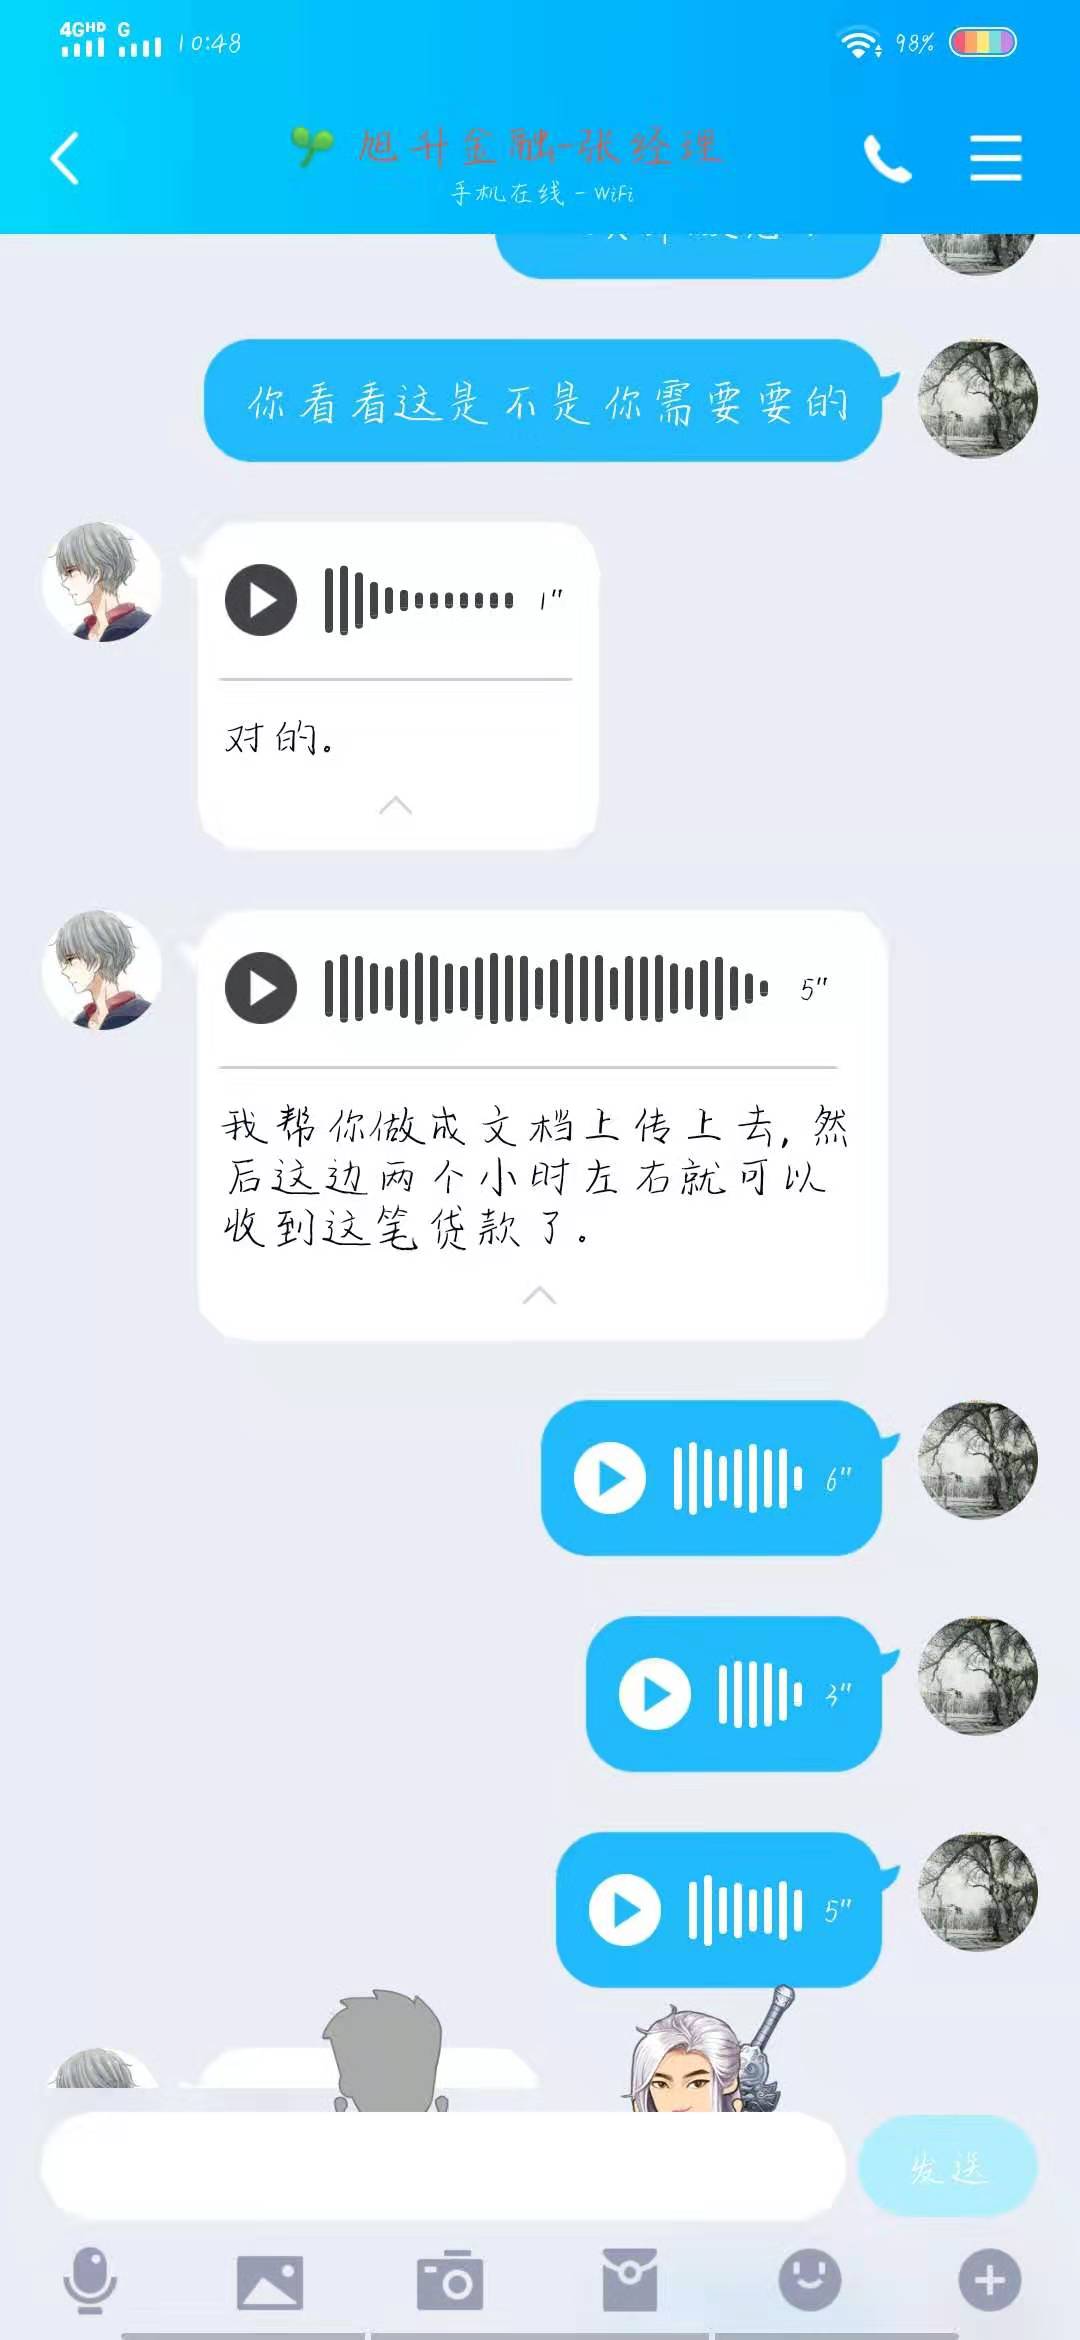 4GHD G 10:48 98%
旭升金融-张经理
手机在线 - WiFi
你看看这是不是你需要要的
1"
对的.
5"
我帮你做成文档上传上去,然
后这边两个小时左右就可以
收到这笔贷款了.
6"
3"
5"
发送